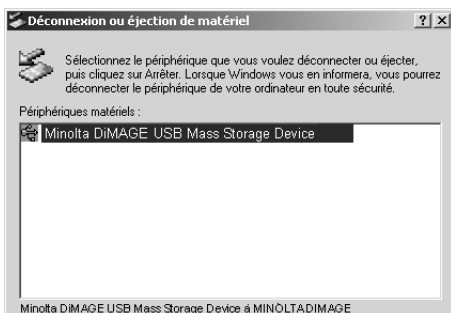 Déconnexion ou éjection de matériel
Sélectionnez le périphérique que vous voulez déconnecter ou éjecter,
puis cliquez sur Arrêter. Lorsque Windows vous en informera, vous pourrez
déconnecter le périphérique de votre ordinateur en toute sécurité.
Périphériques matériels :
Minolta DiMAGE USB Mass Storage Device
Minolta DiMAGE USB Mass Storage Device á MINOLTADIMAGE